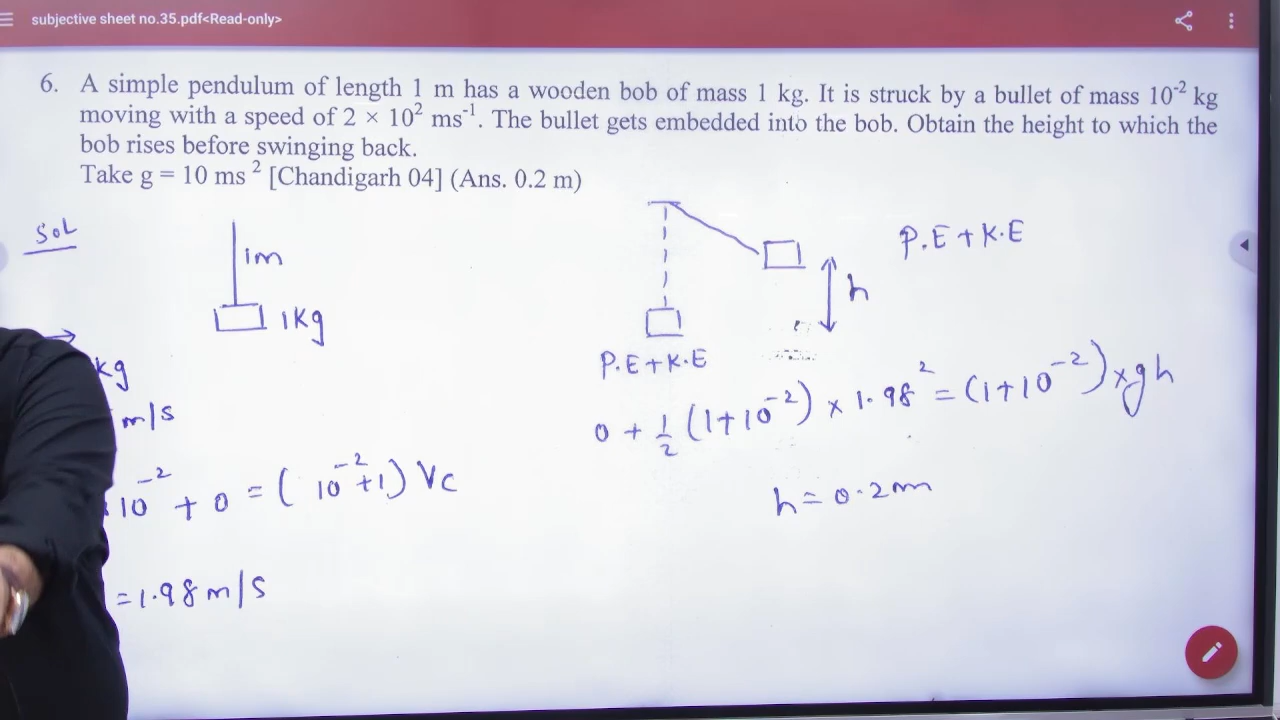 subjective sheet no.35.pdf<Read-only>
6. A simple pendulum of length 1 m has a wooden bob of mass 1 kg. It is struck by a bullet of mass 10⁻² kg
moving with a speed of 2 × 10² ms⁻¹. The bullet gets embedded into the bob. Obtain the height to which the
bob rises before swinging back.
Take g = 10 ms ² [Chandigarh 04] (Ans. 0.2 m)
Sol
1m
1kg
kg
m/s
10⁻² + 0 = (10⁻²+1) Vc
=1.98 m/s
P.E + K.E
h
P.E+K.E
0 + 1/2 (1+10⁻²) × 1.98² = (1+10⁻²)×gh
h = 0.2m